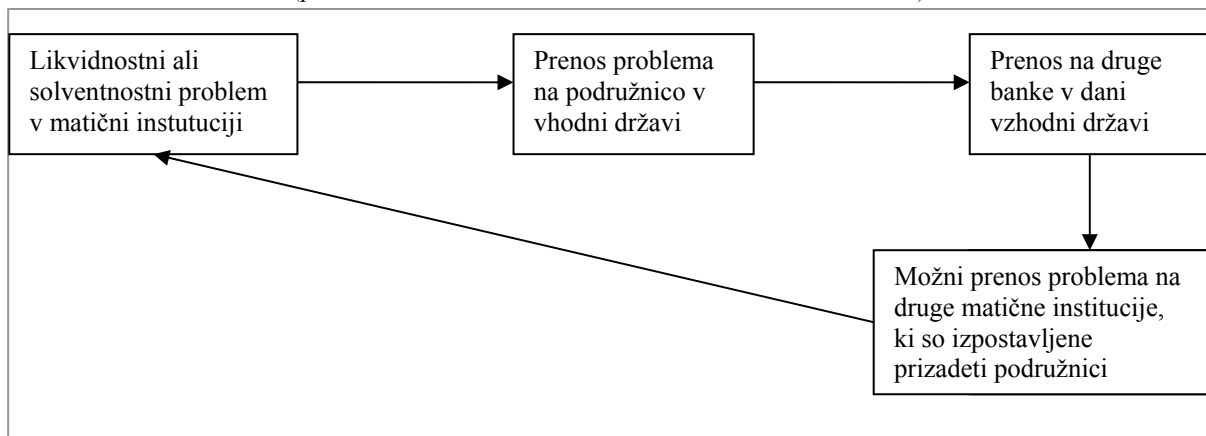 Likvidnostni ali
solventnostni problem
v matični instutuciji
Prenos problema
na podružnico v
vhodni državi
Prenos na druge
banke v dani
vzhodni državi
Možni prenos problema na
druge matične institucije,
ki so izpostavljene
prizadeti podružnici